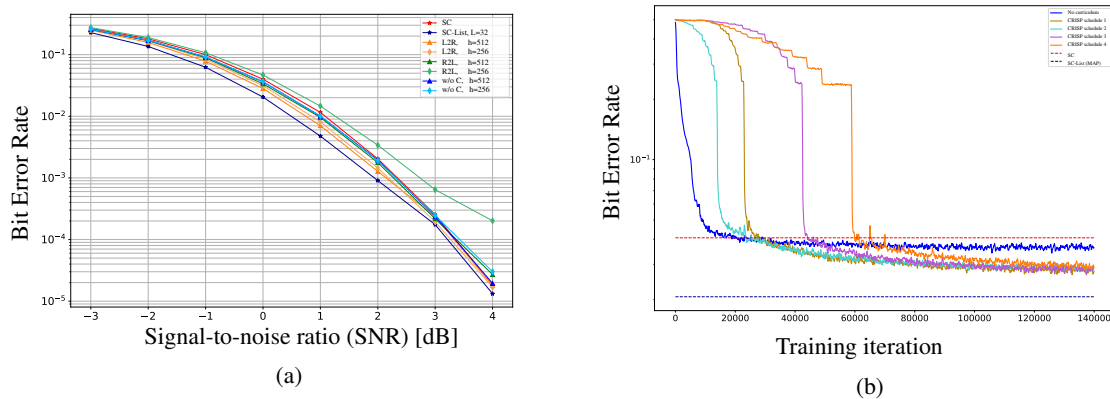 Bit Error Rate
10⁻¹
10⁻²
10⁻³
10⁻⁴
10⁻⁵
SC
SC-List, L=32
L2R, h=512
L2R, h=256
R2L, h=512
R2L, h=256
w/o C, h=512
w/o C, h=256
−3 −2 −1 0 1 2 3 4
Signal-to-noise ratio (SNR) [dB]
(a)
Bit Error Rate
10⁻¹
No curriculum
CRISP schedule 1
CRISP schedule 2
CRISP schedule 3
CRISP schedule 4
SC
SC-List (MAP)
0 20000 40000 60000 80000 100000 120000 140000
Training iteration
(b)